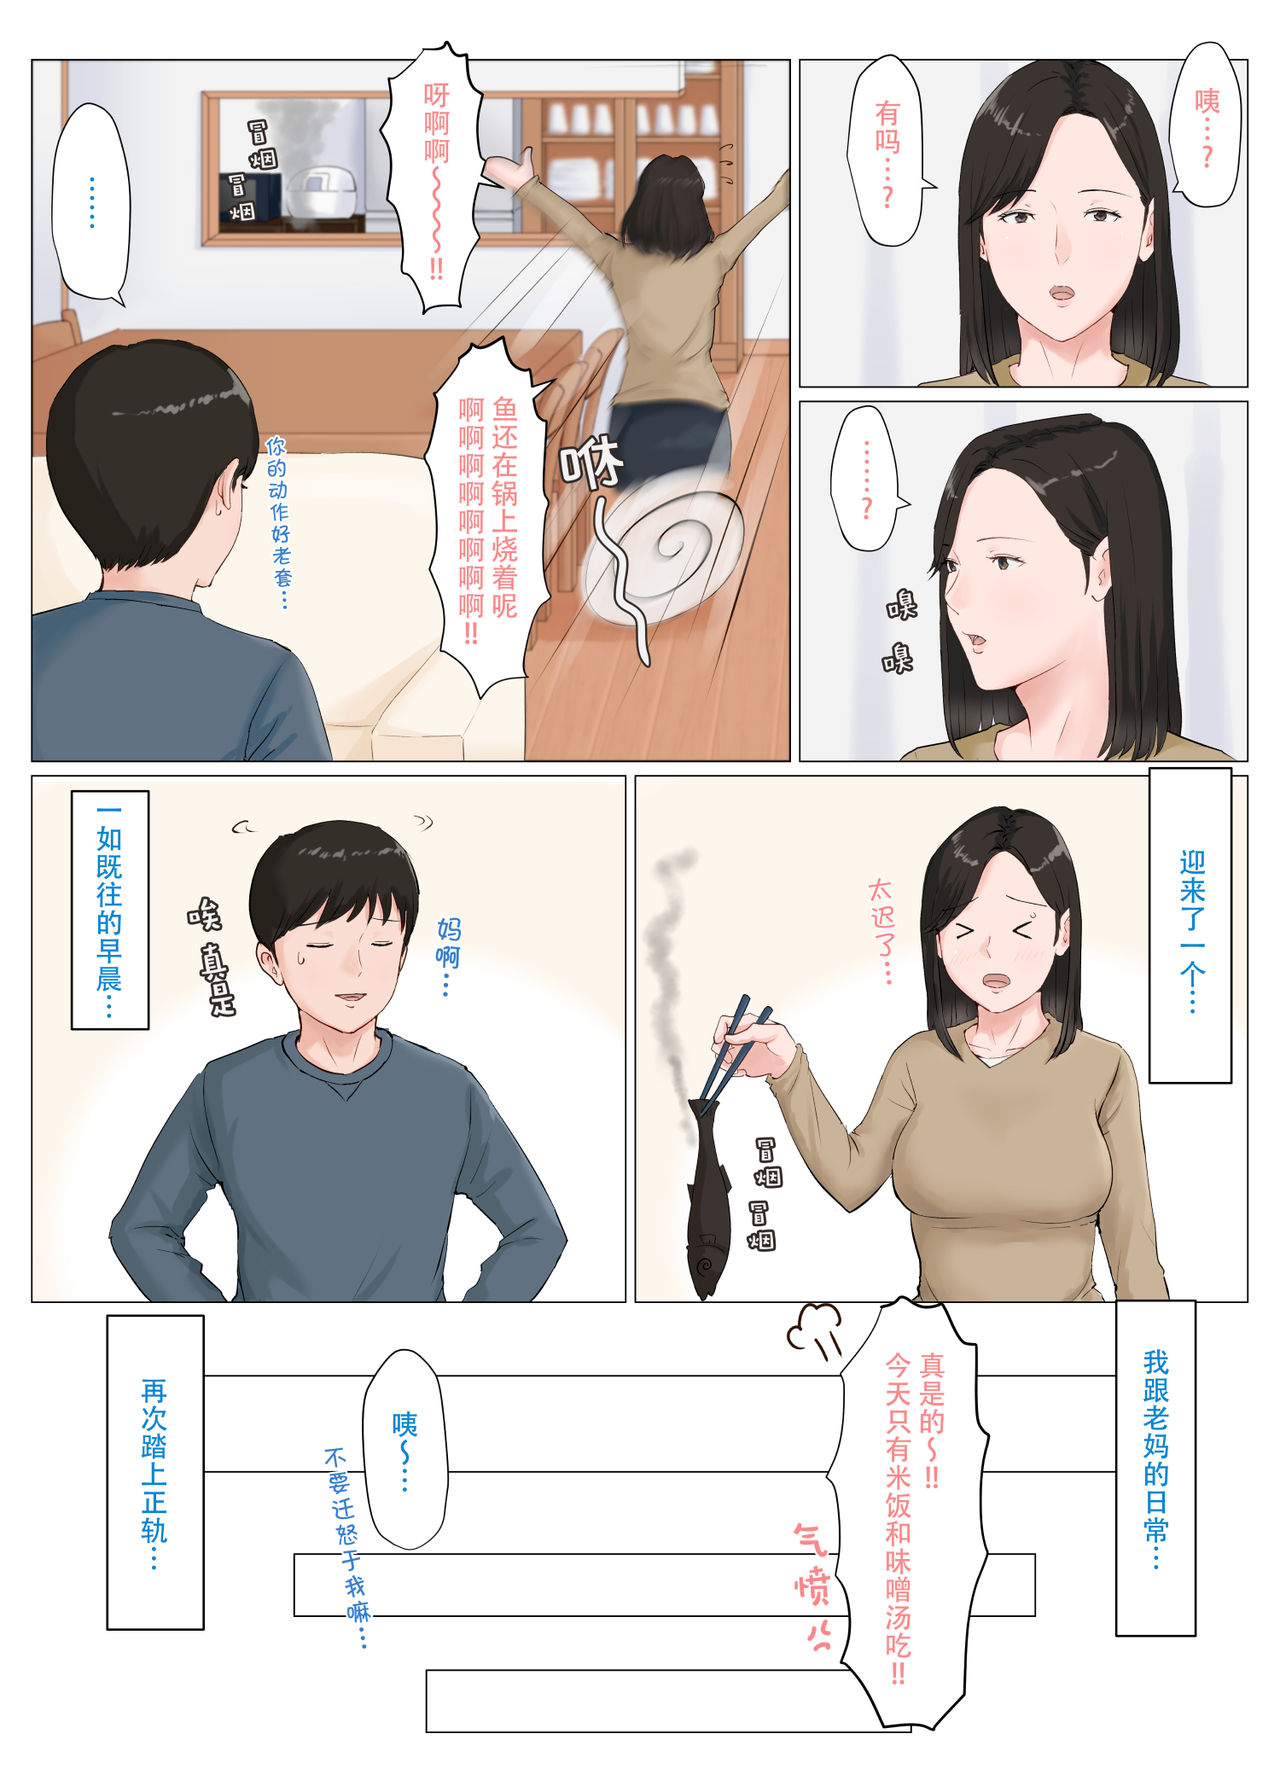 咦…?
有吗…?
……?
嗅
嗅
呀啊啊～～～～!!
冒烟
冒烟
……
鱼还在锅上烧着呢
啊啊啊啊啊啊啊啊!!
咻
你的动作好老套…
迎来了一个…
太迟了…
冒烟
冒烟
妈啊…
唉
真是
一如既往的早晨…
我跟老妈的日常…
真是的～!!
今天只有米饭和味噌汤吃!!
气愤
咦～…
不要迁怒于我嘛…
再次踏上正轨…